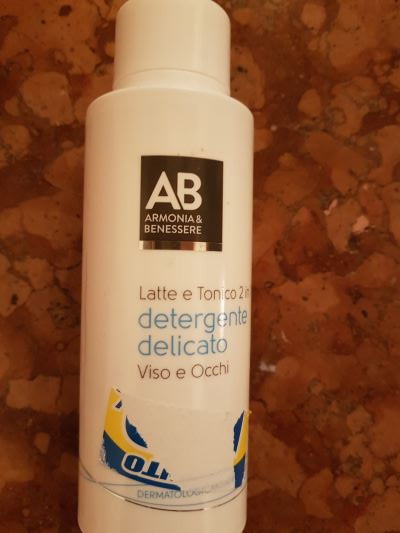 AB
ARMONIA &
BENESSERE
Latte e Tonico 2 in
detergente
delicato
Viso e Occhi